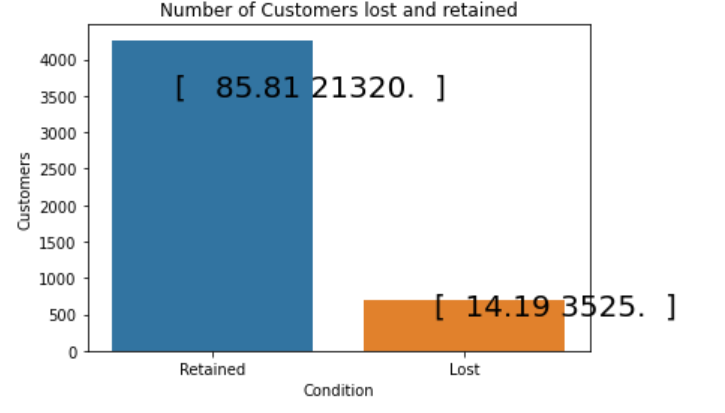 Number of Customers lost and retained
4000
3500
3000
2500
2000
1500
1000
500
0
Customers
[ 85.81 21320. ]
[ 14.19 3525. ]
Retained
Lost
Condition